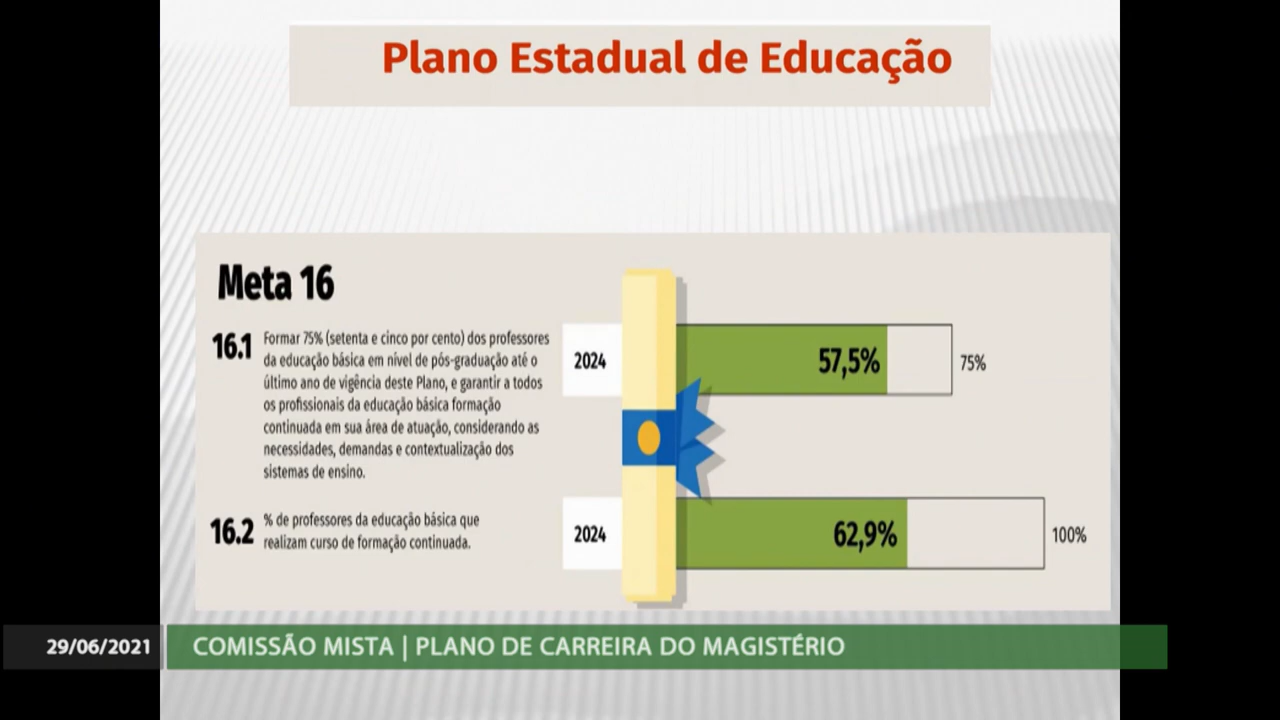 Plano Estadual de Educação
Meta 16
16.1
Formar 75% (setenta e cinco por cento) dos professores
da educação básica em nível de pós-graduação até o
último ano de vigência deste Plano, e garantir a todos
os profissionais da educação básica formação
continuada em sua área de atuação, considerando as
necessidades, demandas e contextualização dos
sistemas de ensino.
2024
57,5%
75%
16.2
% de professores da educação básica que
realizam curso de formação continuada.
2024
62,9%
100%
29/06/2021
COMISSÃO MISTA | PLANO DE CARREIRA DO MAGISTÉRIO